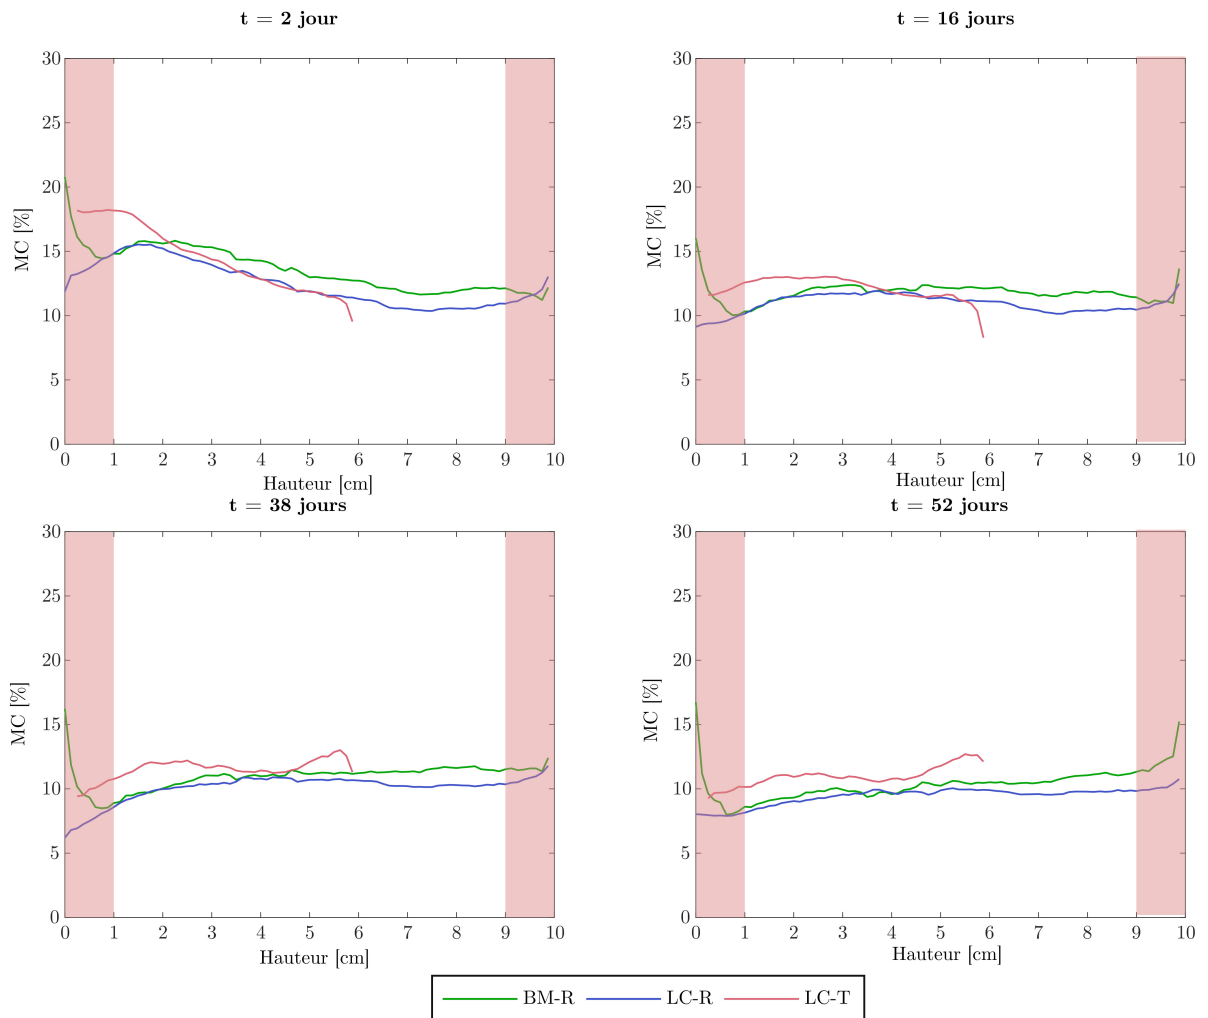 t = 2 jour
30
25
20
15
10
5
0
MC [%]
0 1 2 3 4 5 6 7 8 9 10
Hauteur [cm]
t = 16 jours
30
25
20
15
10
5
0
MC [%]
0 1 2 3 4 5 6 7 8 9 10
Hauteur [cm]
t = 38 jours
30
25
20
15
10
5
0
MC [%]
0 1 2 3 4 5 6 7 8 9 10
Hauteur [cm]
t = 52 jours
30
25
20
15
10
5
0
MC [%]
0 1 2 3 4 5 6 7 8 9 10
Hauteur [cm]
BM-R LC-R LC-T